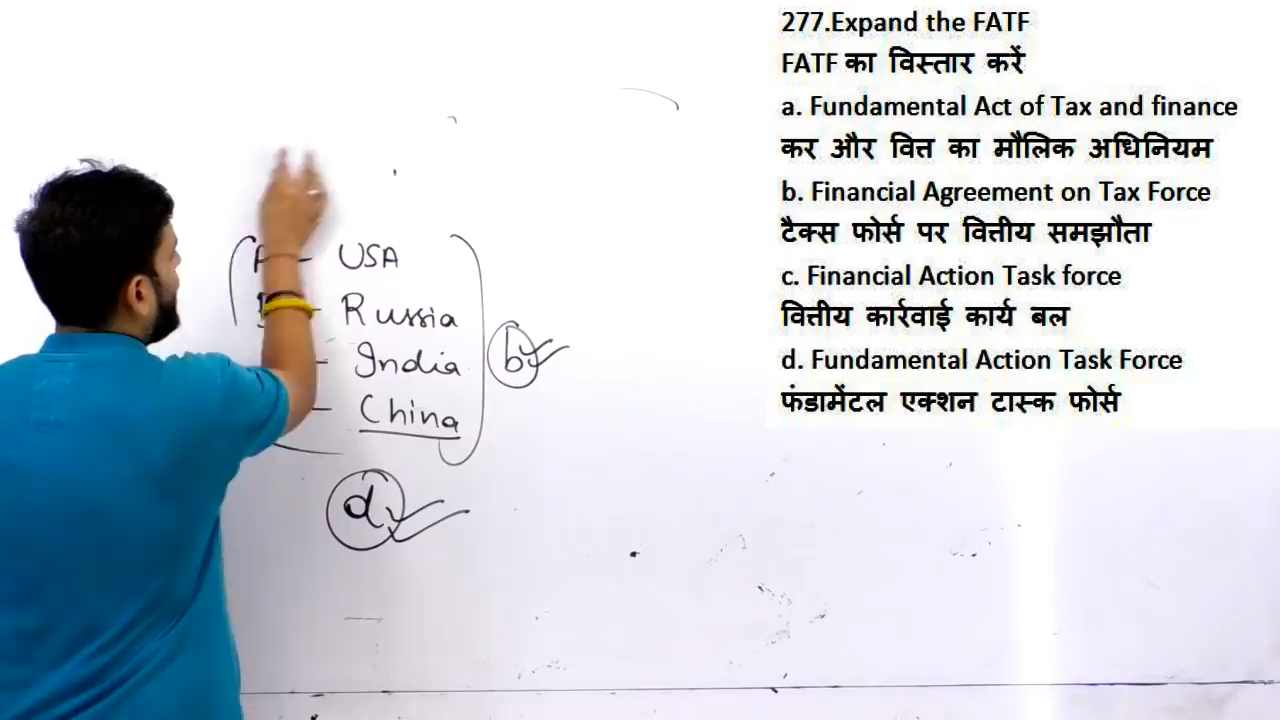 277.Expand the FATF
FATF का विस्तार करें
a. Fundamental Act of Tax and finance
कर और वित्त का मौलिक अधिनियम
b. Financial Agreement on Tax Force
टैक्स फोर्स पर वित्तीय समझौता
c. Financial Action Task force
वित्तीय कार्रवाई कार्य बल
d. Fundamental Action Task Force
फंडामेंटल एक्शन टास्क फोर्स
- USA
- Russia
- India
- China
b
d